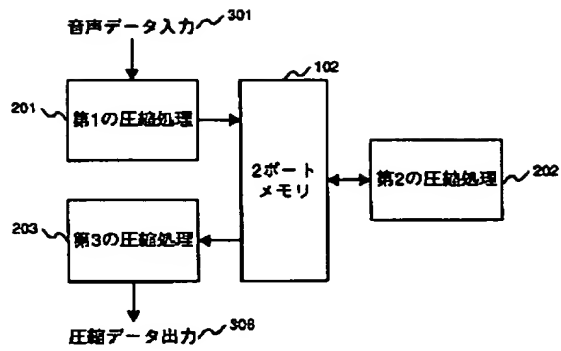 音声データ入力 301
102
201 第1の圧縮処理
2ポート
メモリ
第2の圧縮処理 202
203 第3の圧縮処理
圧縮データ出力 306